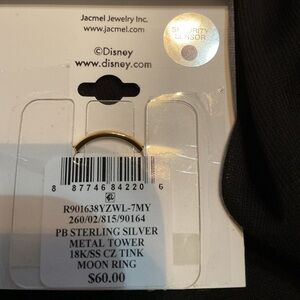 Jacmel Jewelry Inc.
www.jacmel.com
SECURITY
SENSOR
©Disney
www.disney.com
8 87746 84220 6
R901638YZWL-7MY
260/02/815/90164
PB STERLING SILVER
METAL TOWER
18K/SS CZ TINK
MOON RING
$60.00